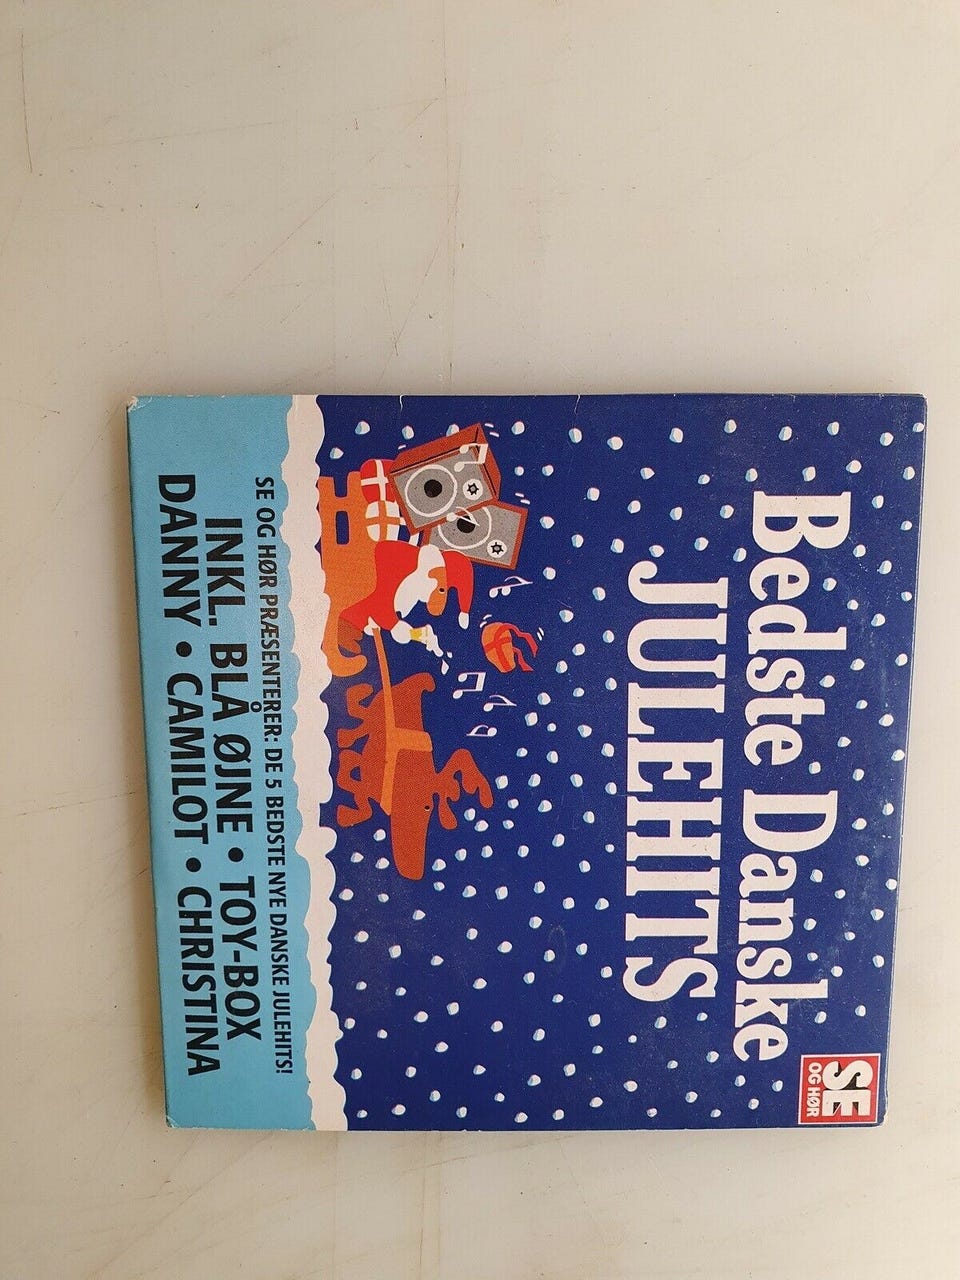 Bedste Danske
JULEHITS
SE
OG HØR
SE OG HØR PRÆSENTERER: DE 5 BEDSTE NYE DANSKE JULEHITS!
INKL. BLÅ ØJNE • TOY-BOX
DANNY • CAMILOT • CHRISTINA